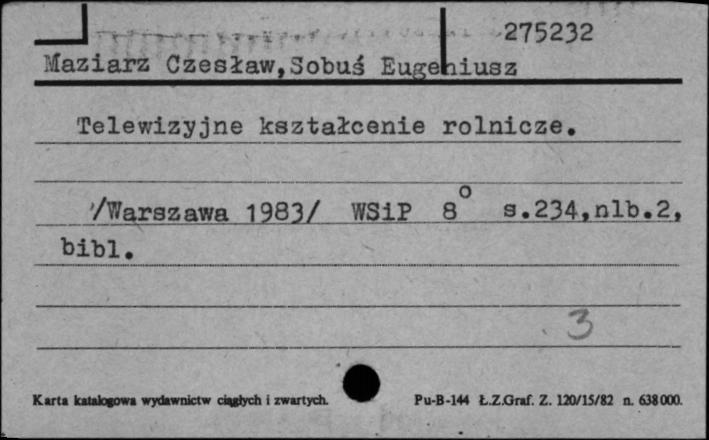 275232
Maziarz Czesław,Sobuś Eugeniusz
Telewizyjne kształcenie rolnicze.
/Warszawa 1983/ WSiP 8° s.234,nlb.2,
bibl.
3
Karta katalogowa wydawnictw ciągłych i zwartych. Pu-B-144 Ł.Z.Graf. Z. 120/15/82 n. 638000.